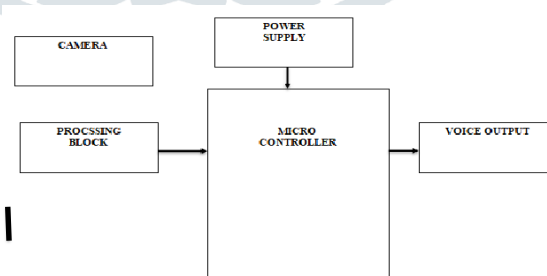 POWER
SUPPLY
CAMERA
PROCSSING
BLOCK
MICRO
CONTROLLER
VOICE OUTPUT